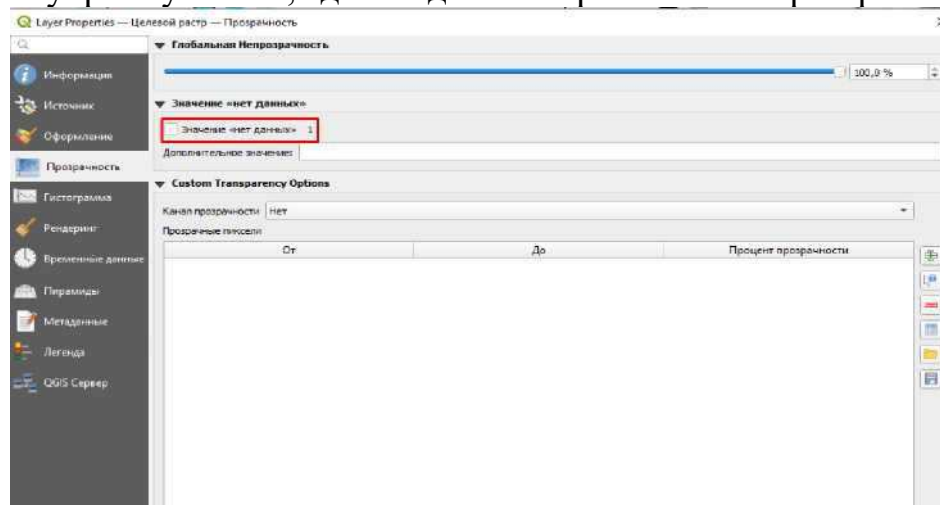 Layer Properties — Целевой растр — Прозрачность
Глобальная Непрозрачность
Информация
100,0 %
Источник
Значение «нет данных»
Оформление
Значение «нет данных» 1
Дополнительное значение:
Прозрачность
Custom Transparency Options
Гистограмма
Канал прозрачности Нет
Рендеринг
Прозрачные пиксели
От До Процент прозрачности
Временные данные
Пирамиды
Метаданные
Легенда
QGIS Сервер